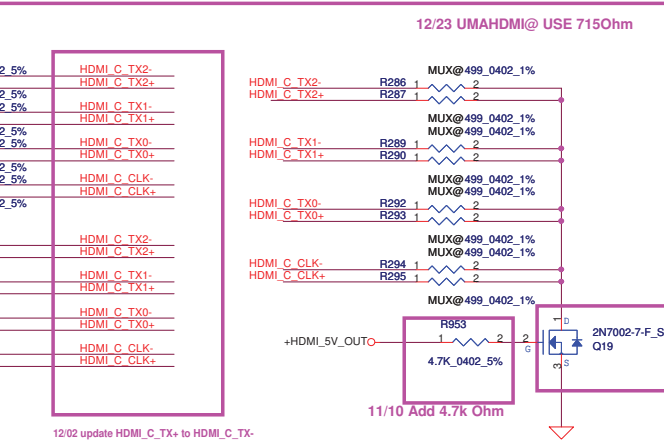 12/23 UMAHDMI@ USE 715Ohm
2_5%
HDMI_C_TX2-
HDMI_C_TX2+
2_5%
2_5%
HDMI_C_TX1-
HDMI_C_TX1+
2_5%
2_5%
HDMI_C_TX0-
HDMI_C_TX0+
2_5%
2_5%
HDMI_C_CLK-
HDMI_C_CLK+
2_5%
HDMI_C_TX2-
HDMI_C_TX2+
HDMI_C_TX1-
HDMI_C_TX1+
HDMI_C_TX0-
HDMI_C_TX0+
HDMI_C_CLK-
HDMI_C_CLK+
12/02 update HDMI_C_TX+ to HDMI_C_TX-
MUX@499_0402_1%
HDMI_C_TX2- R286 1 2
HDMI_C_TX2+ R287 1 2
MUX@499_0402_1%
MUX@499_0402_1%
HDMI_C_TX1- R289 1 2
HDMI_C_TX1+ R290 1 2
MUX@499_0402_1%
MUX@499_0402_1%
HDMI_C_TX0- R292 1 2
HDMI_C_TX0+ R293 1 2
MUX@499_0402_1%
MUX@499_0402_1%
HDMI_C_CLK- R294 1 2
HDMI_C_CLK+ R295 1 2
MUX@499_0402_1%
R953
+HDMI_5V_OUT 1 2
4.7K_0402_5%
11/10 Add 4.7k Ohm
1 D
2 G
3 S
2N7002-7-F_S
Q19